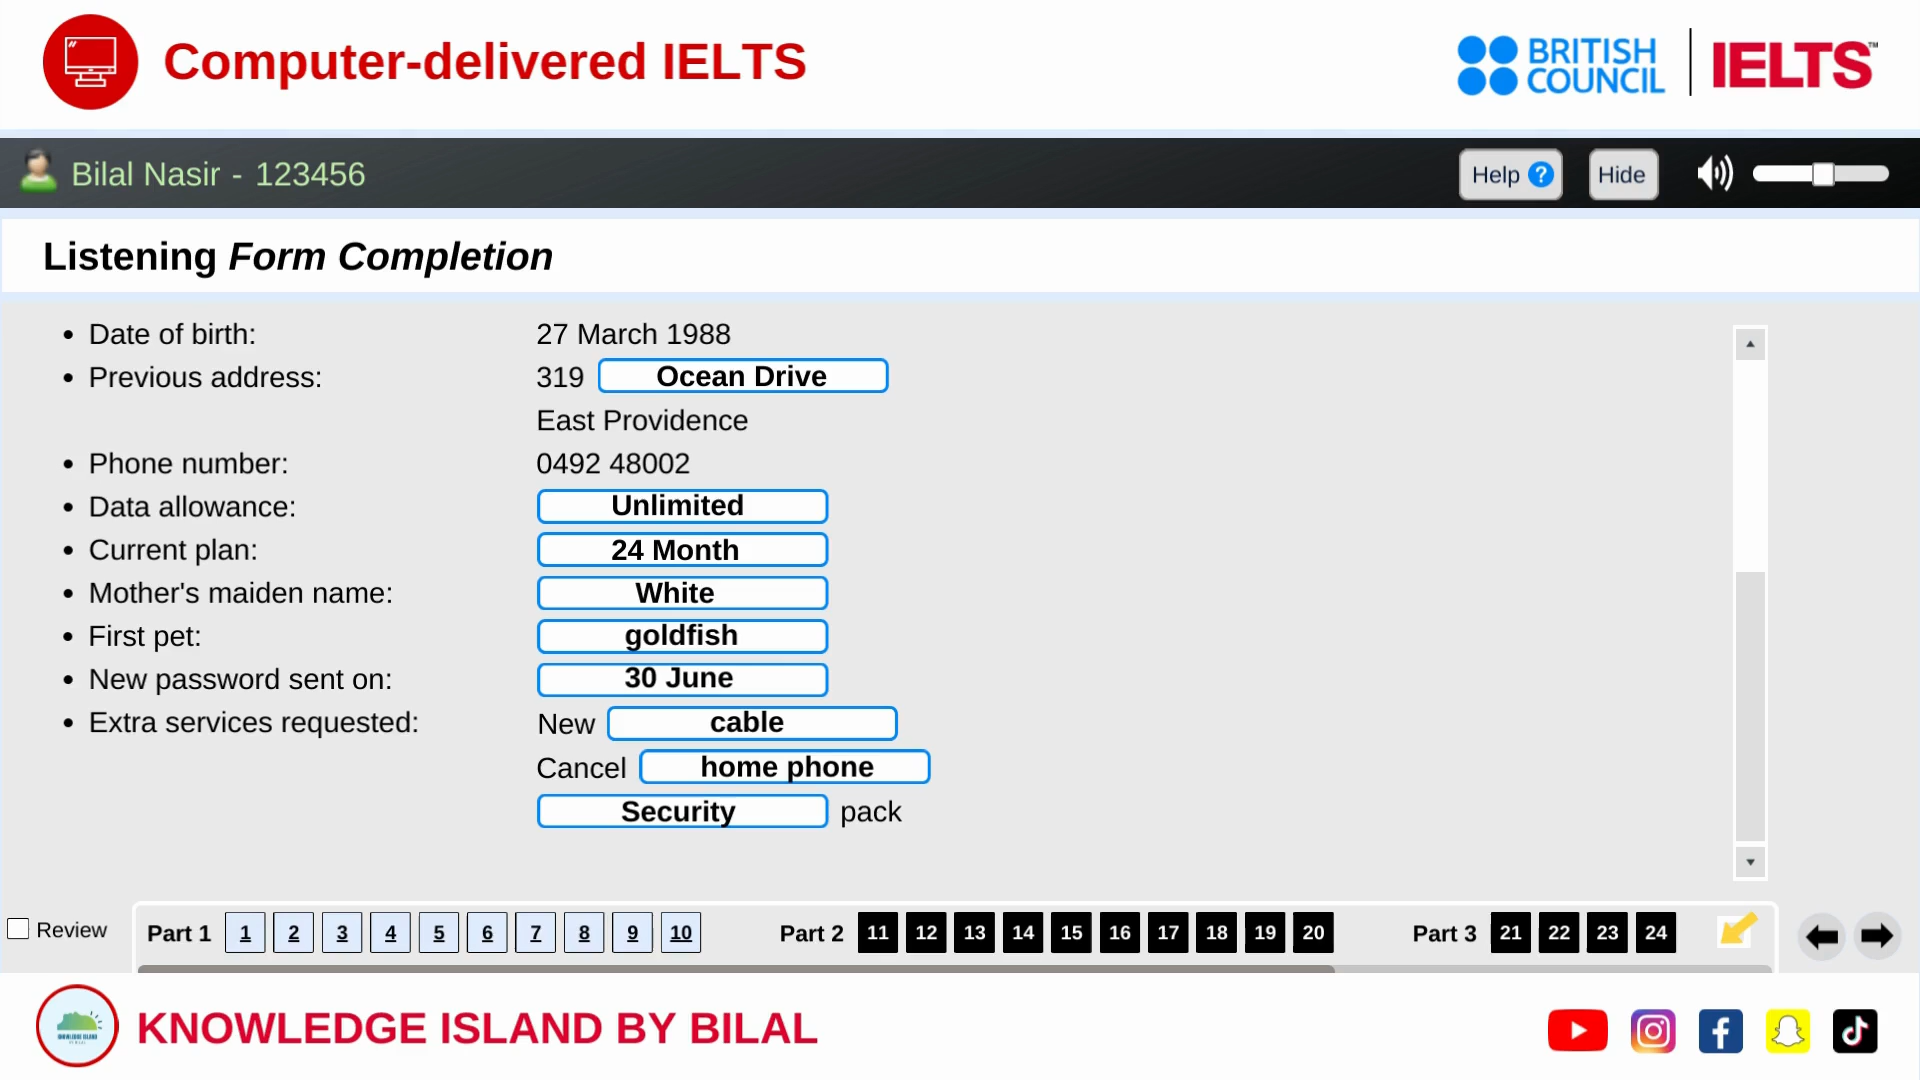 Computer-delivered IELTS
BRITISH COUNCIL
IELTS™
Bilal Nasir - 123456
Help ?
Hide
Listening Form Completion
• Date of birth: 27 March 1988
• Previous address: 319 Ocean Drive
East Providence
• Phone number: 0492 48002
• Data allowance: Unlimited
• Current plan: 24 Month
• Mother's maiden name: White
• First pet: goldfish
• New password sent on: 30 June
• Extra services requested: New cable
Cancel home phone
Security pack
Review
Part 1 1 2 3 4 5 6 7 8 9 10
Part 2 11 12 13 14 15 16 17 18 19 20
Part 3 21 22 23 24
KNOWLEDGE ISLAND
KNOWLEDGE ISLAND BY BILAL